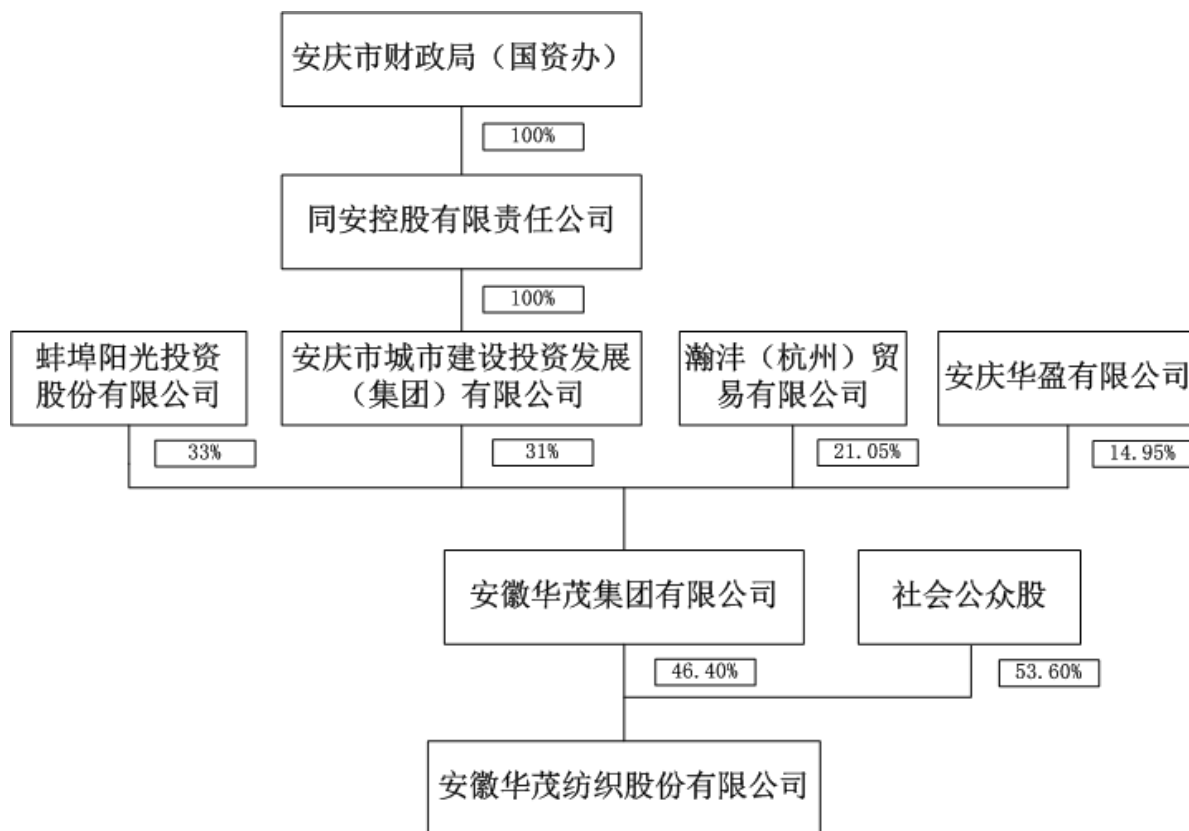 安庆市财政局（国资办）
100%
同安控股有限责任公司
100%
蚌埠阳光投资
股份有限公司
安庆市城市建设投资发展
（集团）有限公司
瀚沣（杭州）贸
易有限公司
安庆华盈有限公司
33%
31%
21.05%
14.95%
安徽华茂集团有限公司
社会公众股
46.40%
53.60%
安徽华茂纺织股份有限公司